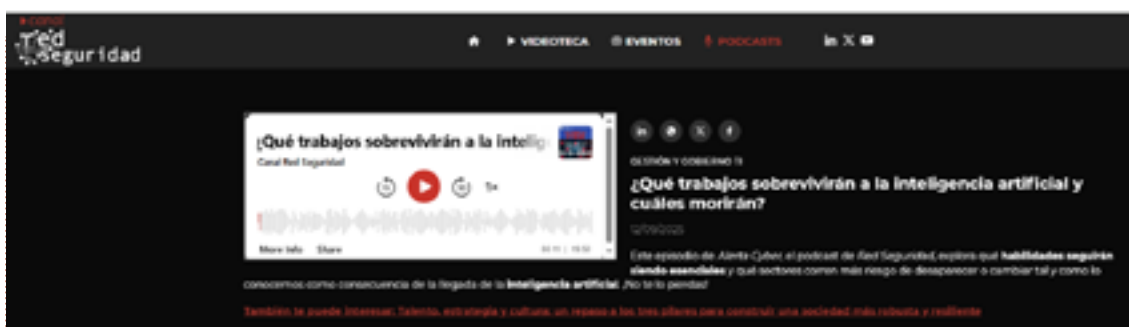 canal
red
seguridad
VIDEOTECA EVENTOS PODCASTS
¿Qué trabajos sobrevivirán a la intelig
Canal Red Seguridad
1x
More Info Share
GESTIÓN Y GOBIERNO TI
¿Qué trabajos sobrevivirán a la inteligencia artificial y
cuáles morirán?
12/09/2025
Este episodio de Alerta Cyber, el podcast de Red Seguridad, explora qué habilidades seguirán
siendo esenciales y qué sectores corren más riesgo de desaparecer o cambiar tal y como lo
conocemos como consecuencia de la llegada de la inteligencia artificial. ¡No te lo pierdas!
También te puede interesar: Talento, estrategia y cultura: un repaso a los tres pilares para construir una sociedad más robusta y resiliente